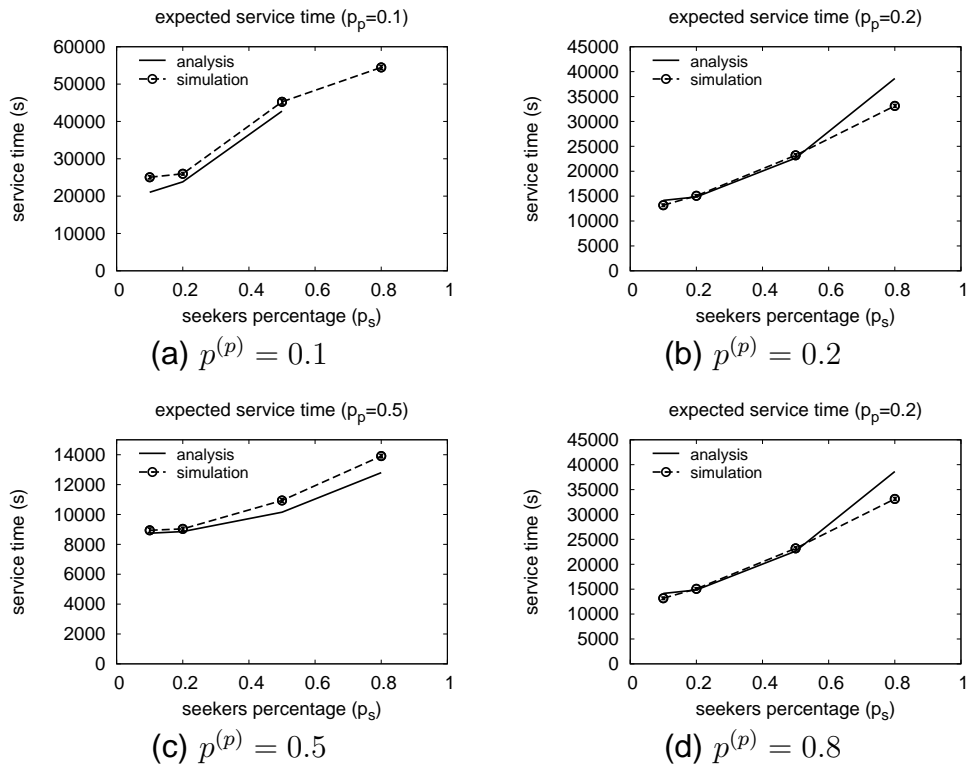 expected service time (p_p=0.1)
60000
50000
40000
30000
20000
10000
0
service time (s)
analysis
simulation
0 0.2 0.4 0.6 0.8 1
seekers percentage (p_s)
(a) p^(p) = 0.1
expected service time (p_p=0.2)
45000
40000
35000
30000
25000
20000
15000
10000
5000
0
service time (s)
analysis
simulation
0 0.2 0.4 0.6 0.8 1
seekers percentage (p_s)
(b) p^(p) = 0.2
expected service time (p_p=0.5)
14000
12000
10000
8000
6000
4000
2000
0
service time (s)
analysis
simulation
0 0.2 0.4 0.6 0.8 1
seekers percentage (p_s)
(c) p^(p) = 0.5
expected service time (p_p=0.2)
45000
40000
35000
30000
25000
20000
15000
10000
5000
0
service time (s)
analysis
simulation
0 0.2 0.4 0.6 0.8 1
seekers percentage (p_s)
(d) p^(p) = 0.8